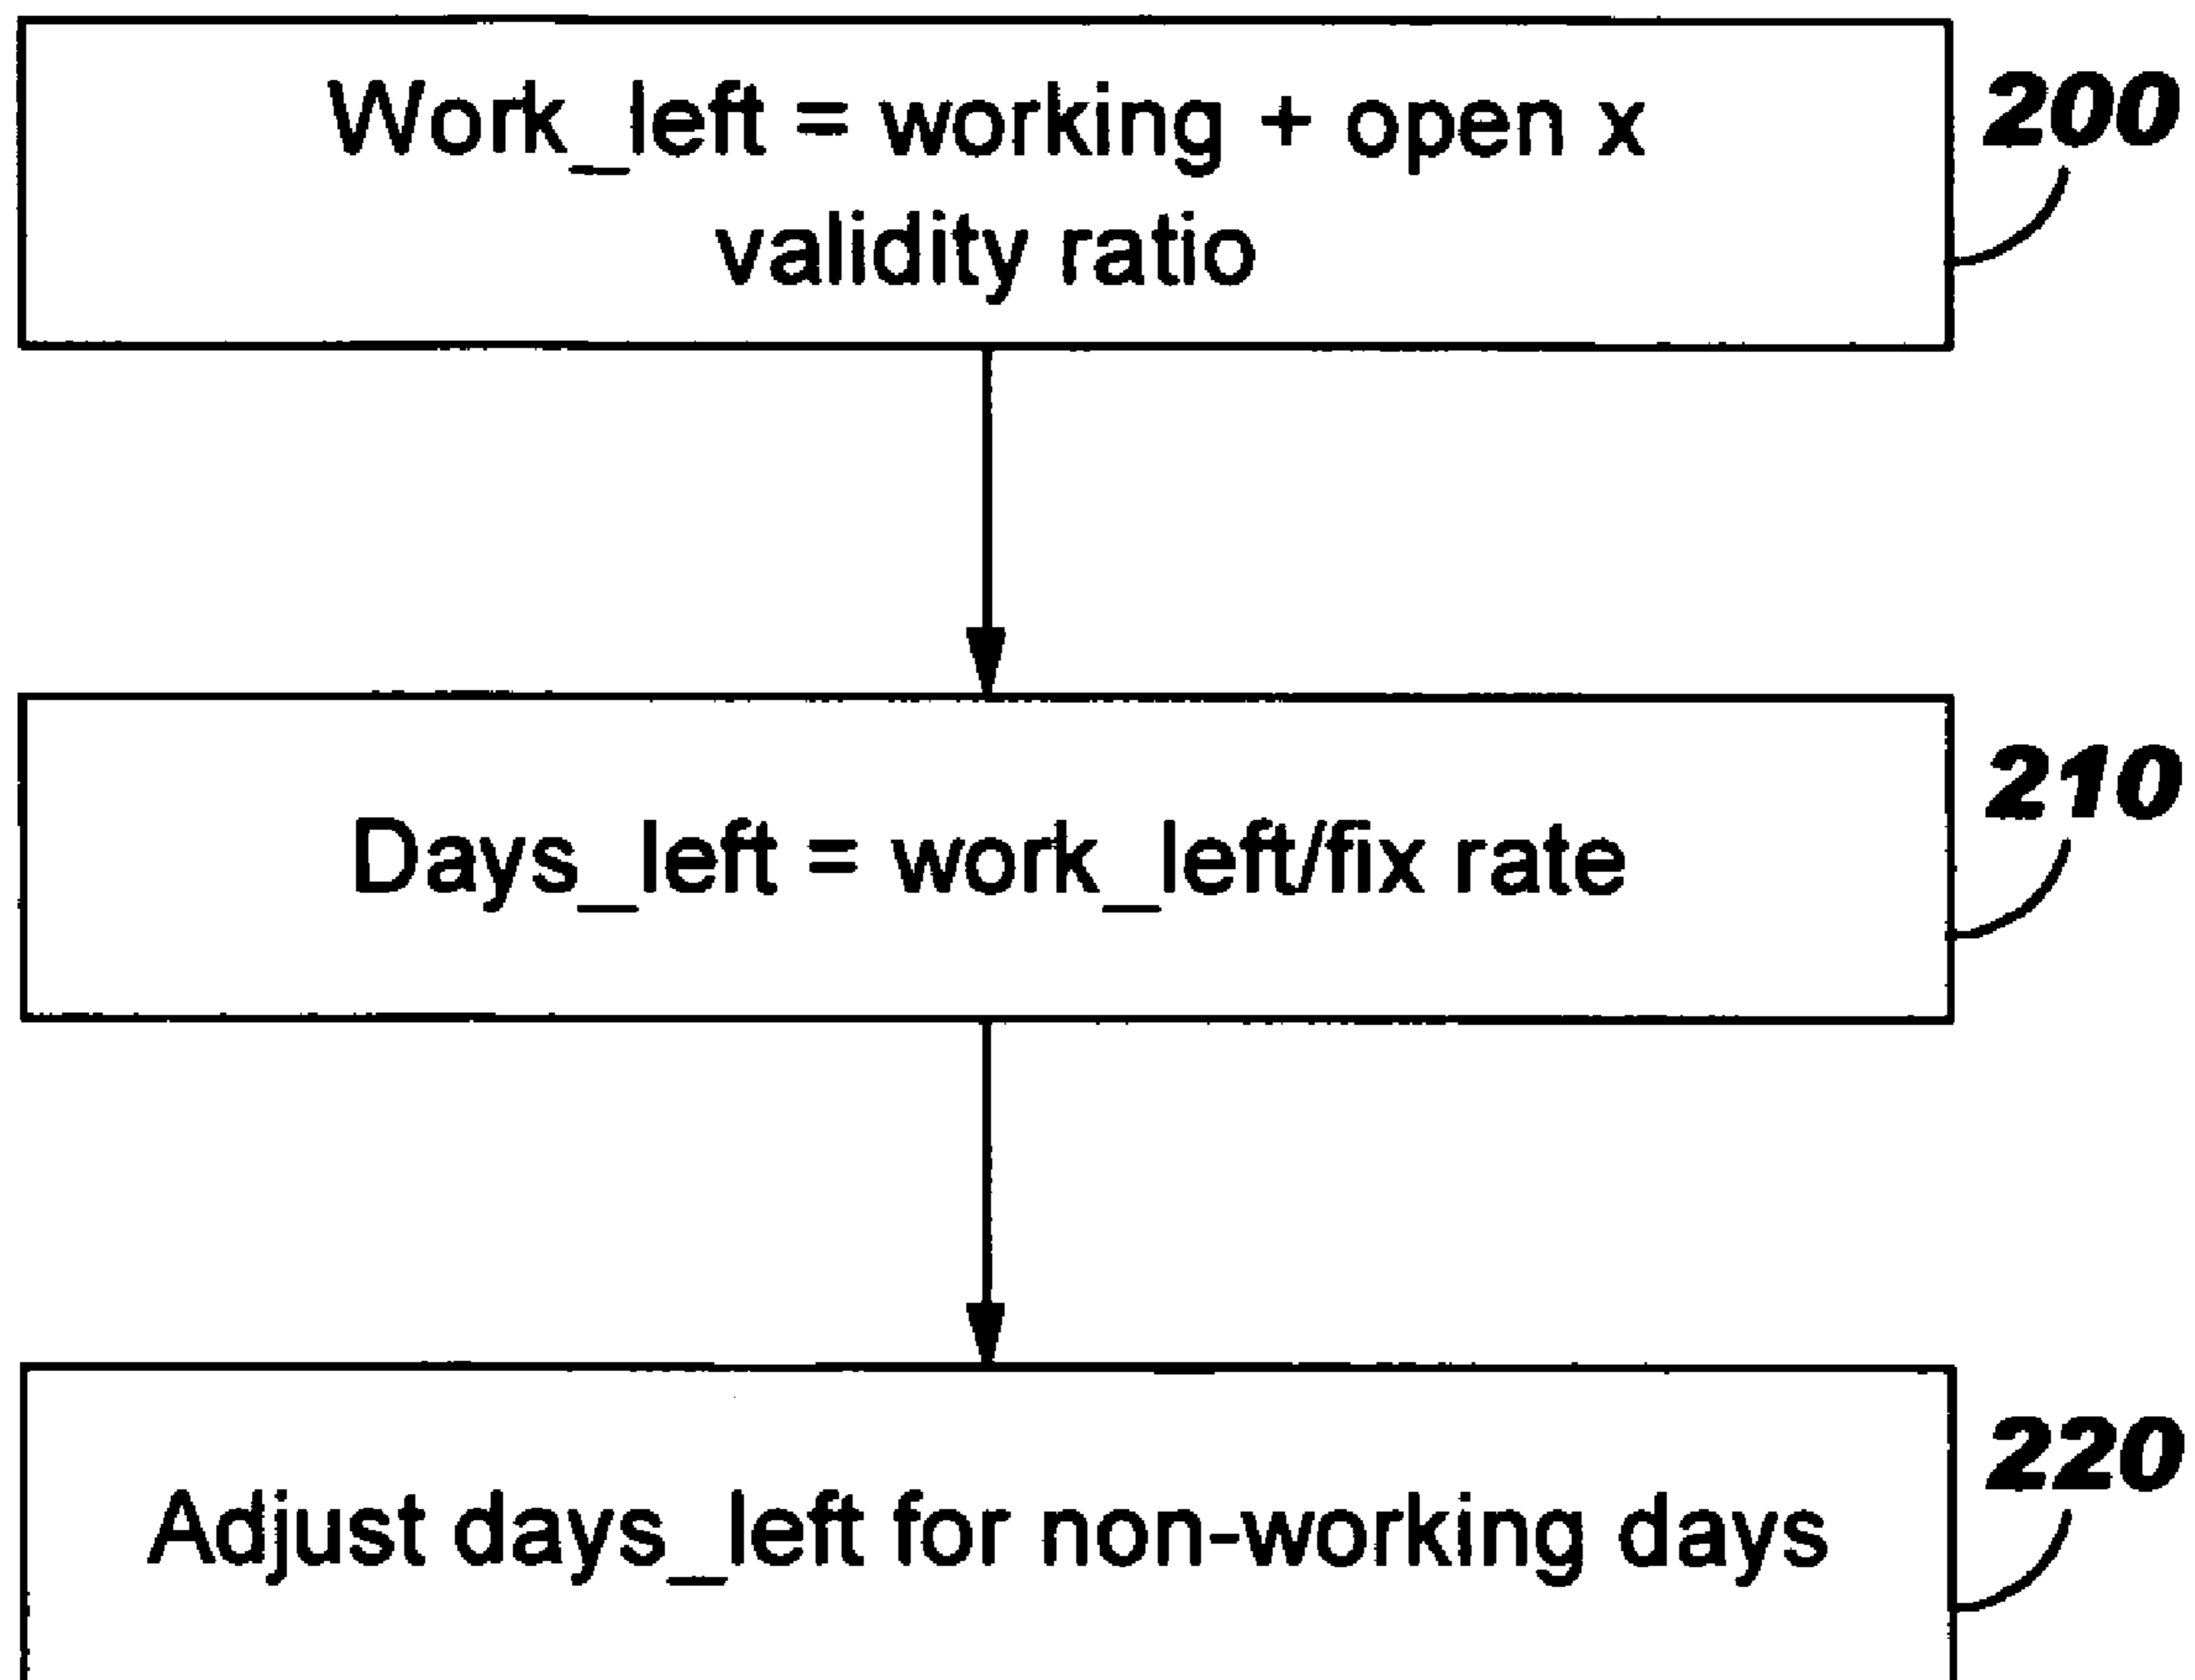 Work_left = working + open x
validity ratio
200
Days_left = work_left/fix rate
210
Adjust days_left for non-working days
220